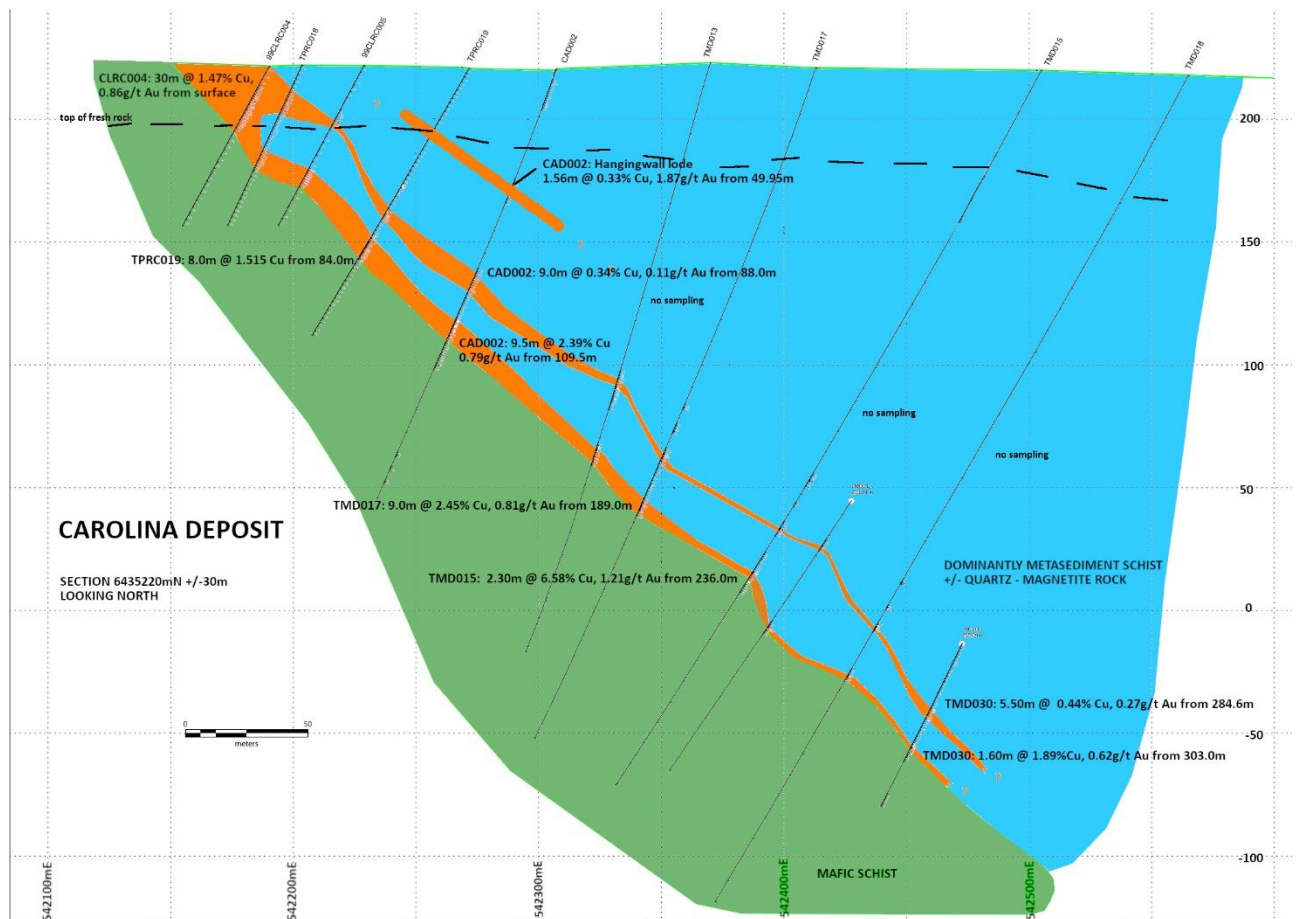 99CLRC004
TPRC018
99CLRC005
TPRC019
CAD002
TMD013
TMD017
TMD015
TMD018
CLRC004: 30m @ 1.47% Cu,
0.86g/t Au from surface
top of fresh rock
200
CAD002: Hangingwall lode
1.56m @ 0.33% Cu, 1.87g/t Au from 49.95m
150
TPRC019: 8.0m @ 1.515 Cu from 84.0m
CAD002: 9.0m @ 0.34% Cu, 0.11g/t Au from 88.0m
no sampling
CAD002: 9.5m @ 2.39% Cu
0.79g/t Au from 109.5m
100
no sampling
no sampling
50
TMD017: 9.0m @ 2.45% Cu, 0.81g/t Au from 189.0m
CAROLINA DEPOSIT
SECTION 6435220mN +/-30m
LOOKING NORTH
TMD015: 2.30m @ 6.58% Cu, 1.21g/t Au from 236.0m
DOMINANTLY METASEDIMENT SCHIST
+/- QUARTZ - MAGNETITE ROCK
0
TMD030: 5.50m @ 0.44% Cu, 0.27g/t Au from 284.6m
0 50
meters
-50
TMD030: 1.60m @ 1.89%Cu, 0.62g/t Au from 303.0m
-100
MAFIC SCHIST
542100mE
542200mE
542300mE
542400mE
542500mE